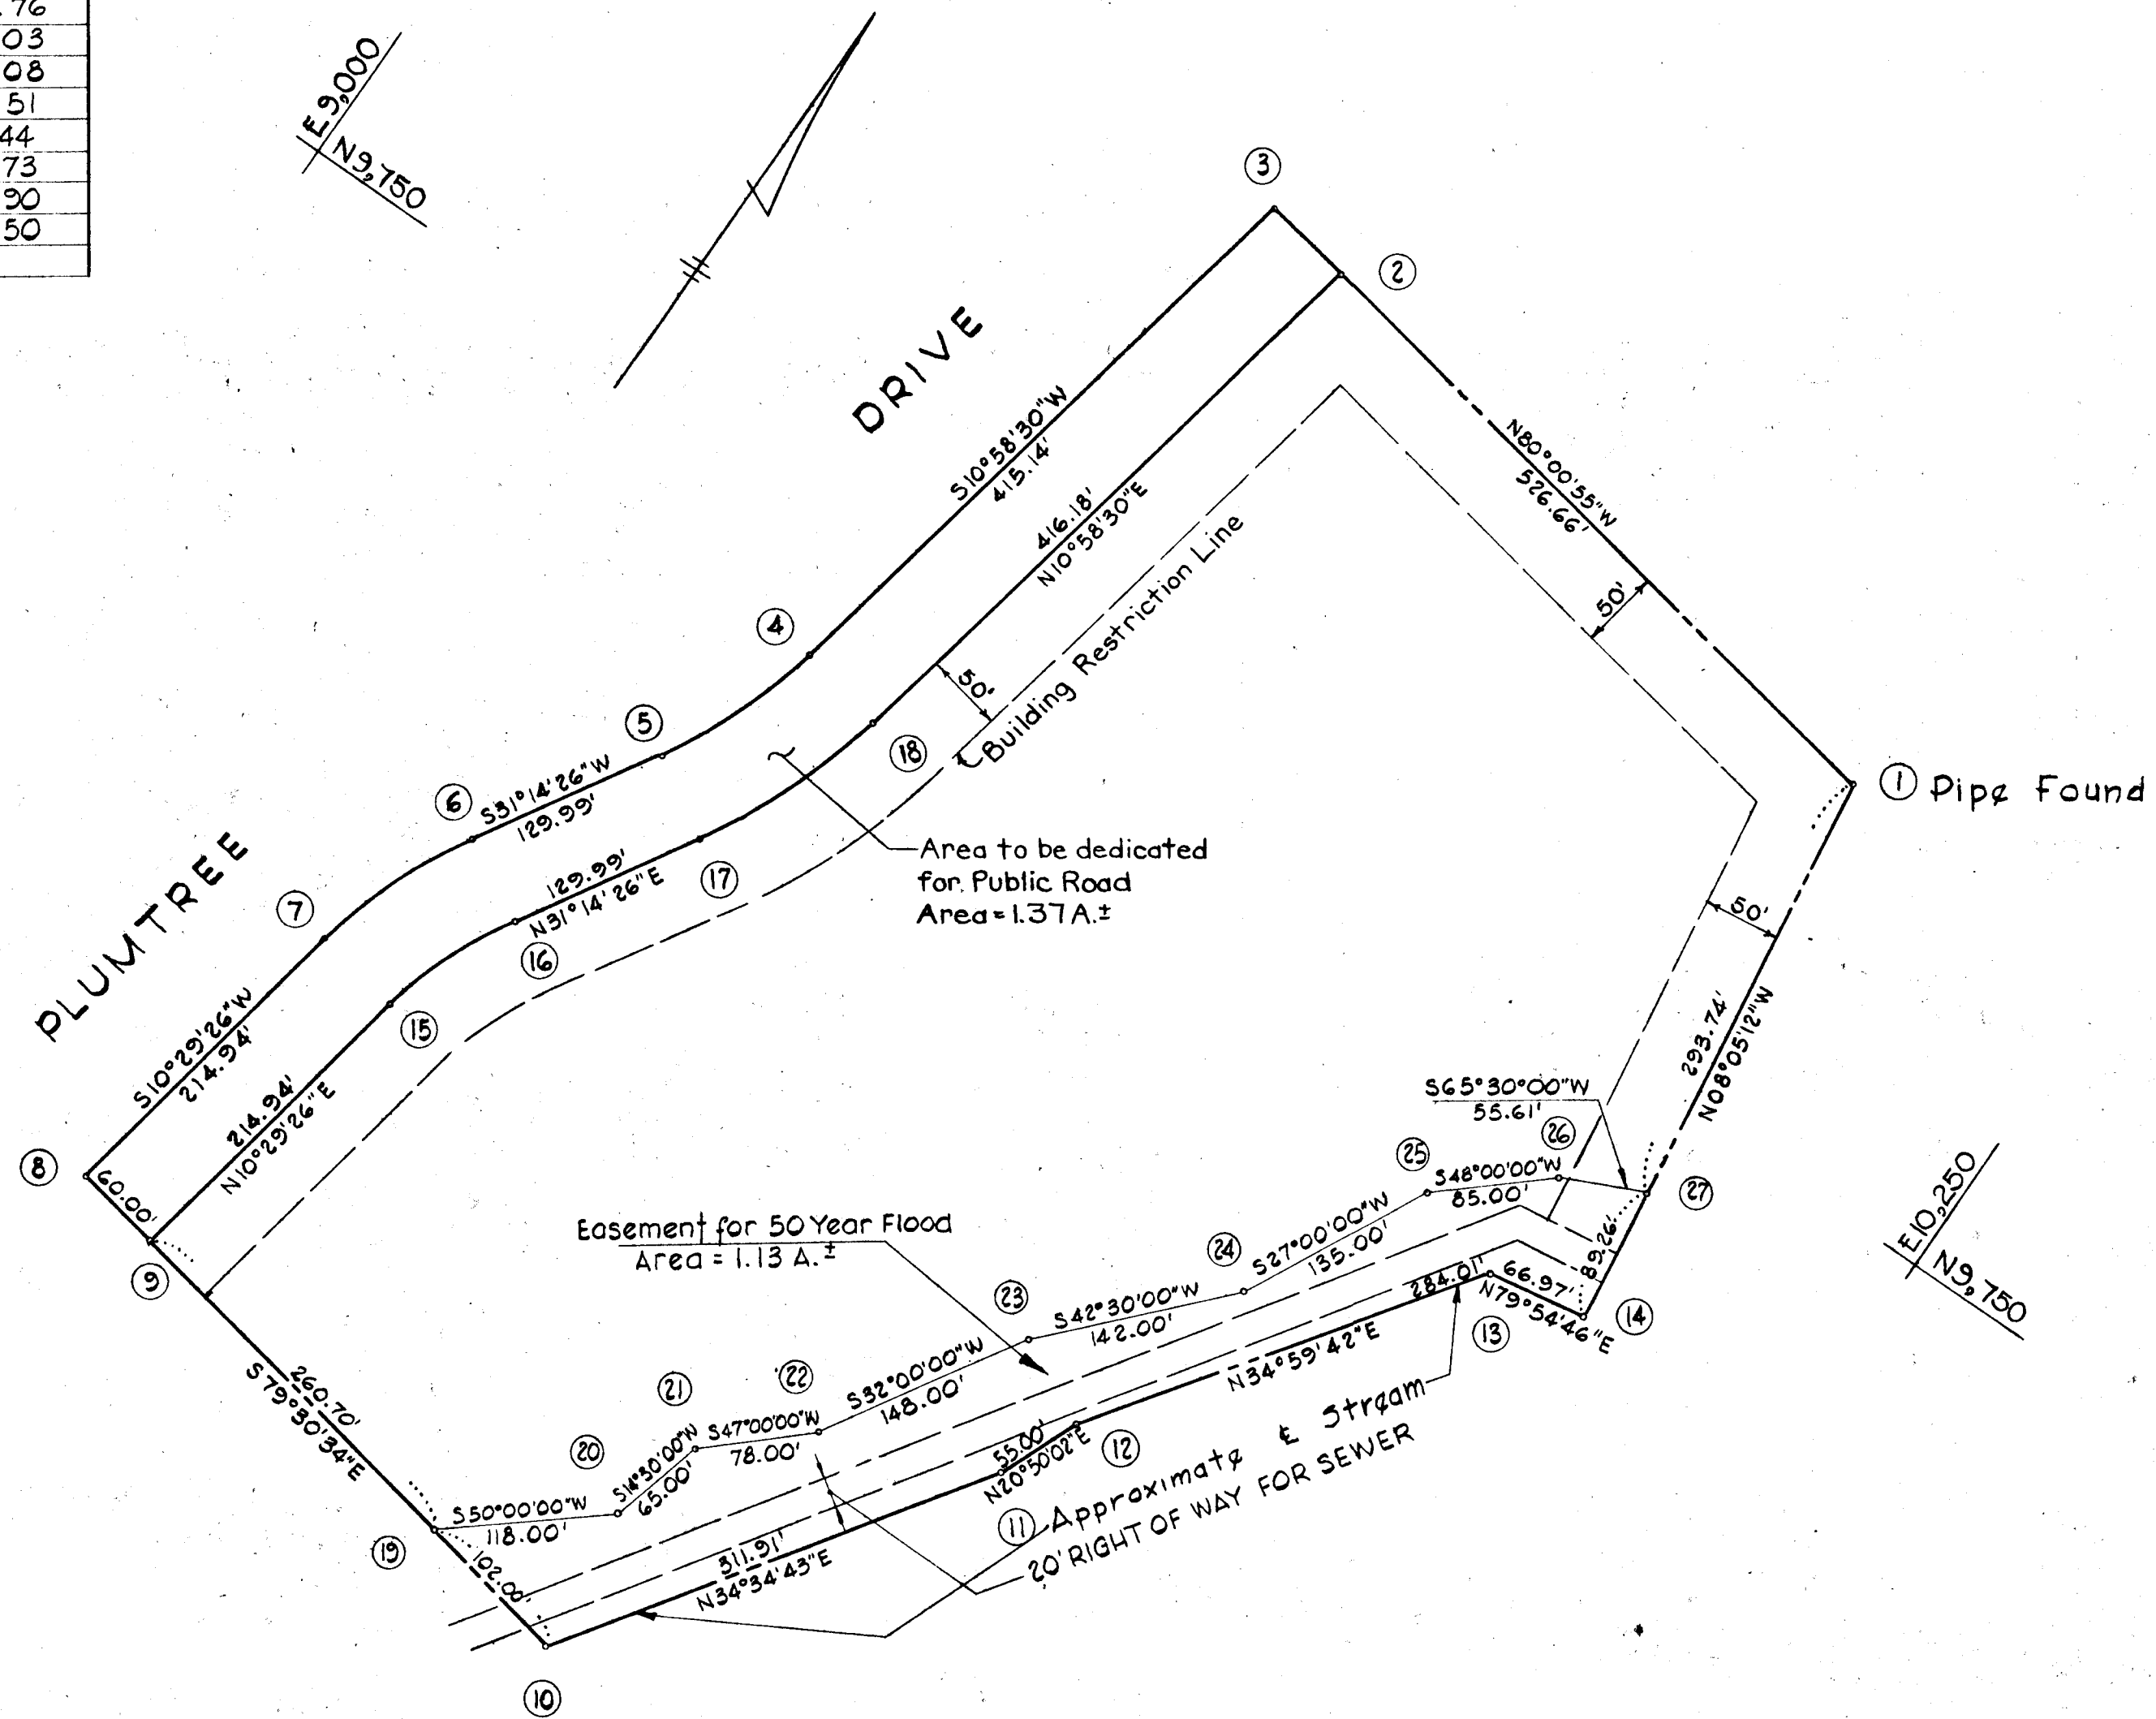 .76
03
08
51
44
73
90
50
E 9,000
N 9,750
3
2
DRIVE
S10°58'30"W
415.14'
416.18'
N10°58'30"E
Building Restriction Line
N80°00'55"W
526.66'
50'
50'
4
5
18
1 Pipe Found
6
S31°14'26"W
129.99'
129.99'
N31°14'26"E
17
16
Area to be dedicated
for Public Road
Area = 1.37 A.±
50'
7
PLUMTREE
15
S10°29'26"W
214.94'
214.94'
N10°29'26"E
293.74'
N08°05'12"W
S65°30'00"W
55.61'
8
60.00'
9
26
25
S48°00'00"W
85.00'
27
E10,250
N9,750
Easement for 50 Year Flood
Area = 1.13 A.±
24
S27°00'00"W
135.00'
89.26'
23
S42°30'00"W
142.00'
284.01'
66.97'
N79°54'46"E
14
13
N34°59'42"E
260.70'
S79°30'34"E
21
22
S32°00'00"W
148.00'
20
S14°30'00"W
65.00'
S47°00'00"W
78.00'
55.00'
N20°50'02"E
12
11
Approximate ℄ Stream
20' RIGHT OF WAY FOR SEWER
S50°00'00"W
118.00'
19
102.00'
311.91'
N34°34'43"E
10